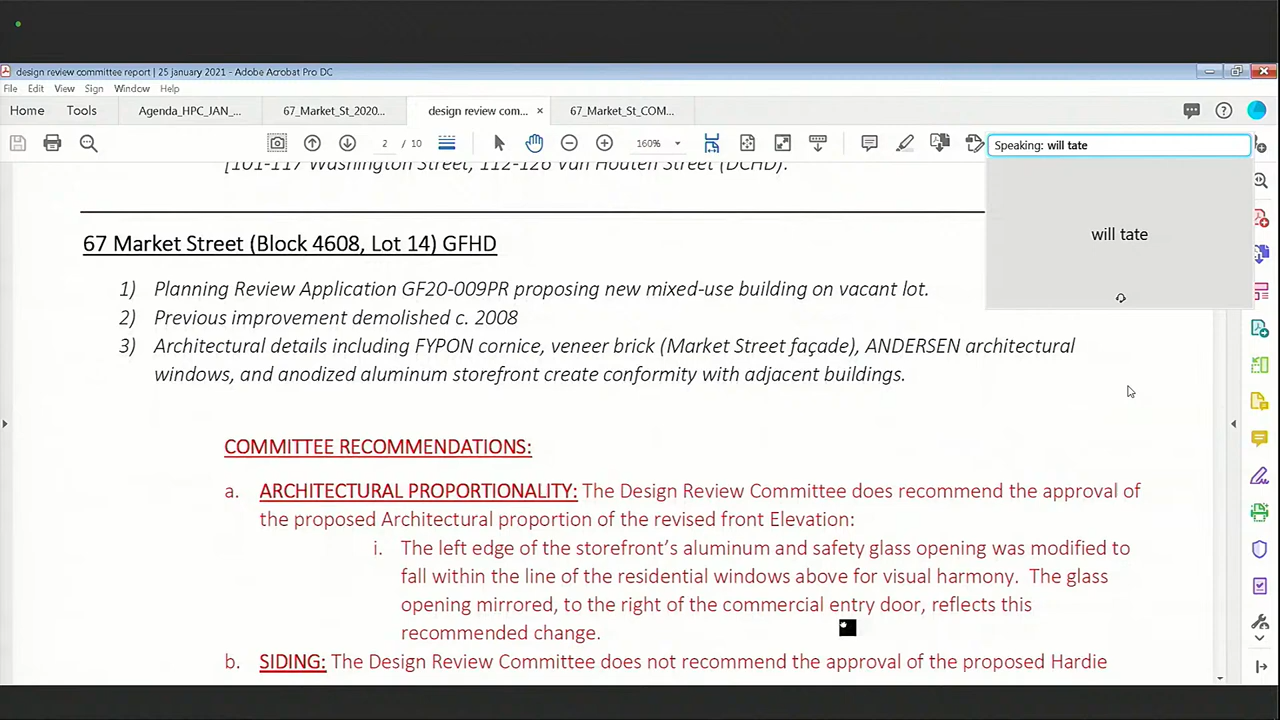 design review committee report | 25 january 2021 - Adobe Acrobat Pro DC
File Edit View Sign Window Help
Home Tools Agenda_HPC_JAN_... 67_Market_St_2020... design review com... × 67_Market_St_COM...
2 / 10 160%
Speaking: will tate
will tate
[101-117 Washington Street, 112-126 Van Houten Street (DCHD).
67 Market Street (Block 4608, Lot 14) GFHD
1) Planning Review Application GF20-009PR proposing new mixed-use building on vacant lot.
2) Previous improvement demolished c. 2008
3) Architectural details including FYPON cornice, veneer brick (Market Street façade), ANDERSEN architectural
windows, and anodized aluminum storefront create conformity with adjacent buildings.
COMMITTEE RECOMMENDATIONS:
a. ARCHITECTURAL PROPORTIONALITY: The Design Review Committee does recommend the approval of
the proposed Architectural proportion of the revised front Elevation:
i. The left edge of the storefront's aluminum and safety glass opening was modified to
fall within the line of the residential windows above for visual harmony. The glass
opening mirrored, to the right of the commercial entry door, reflects this
recommended change.
b. SIDING: The Design Review Committee does not recommend the approval of the proposed Hardie